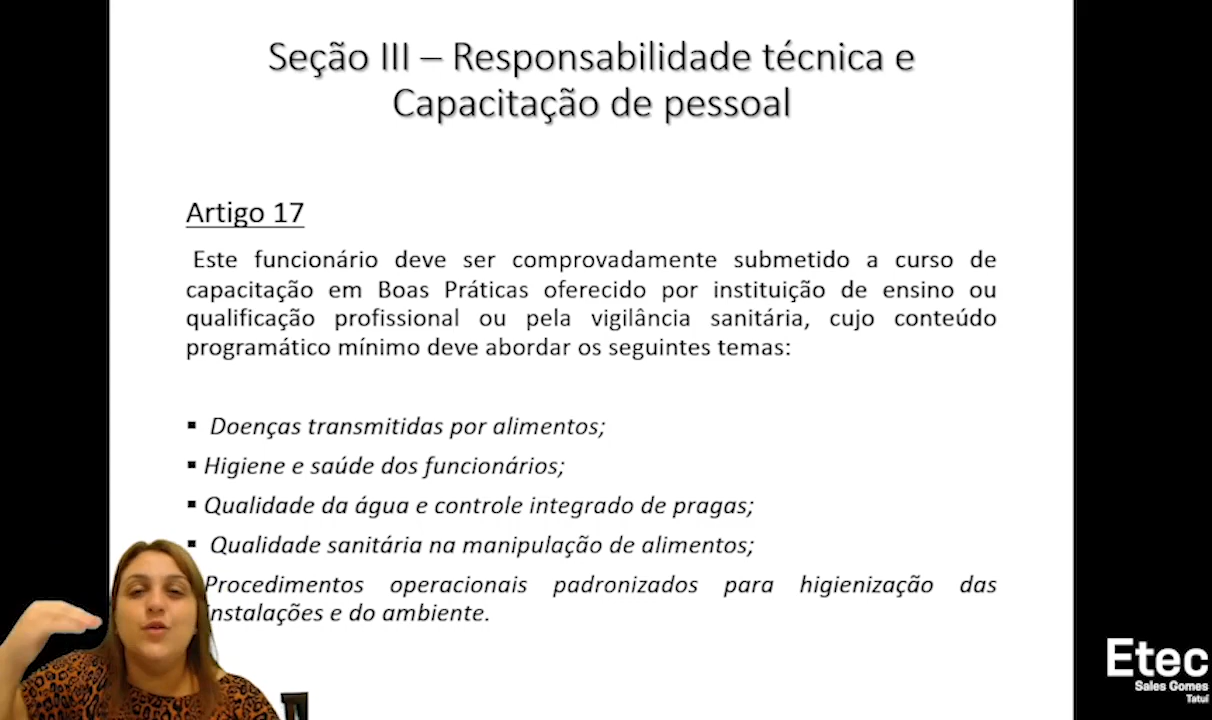 Seção III – Responsabilidade técnica e
Capacitação de pessoal
Artigo 17
Este funcionário deve ser comprovadamente submetido a curso de
capacitação em Boas Práticas oferecido por instituição de ensino ou
qualificação profissional ou pela vigilância sanitária, cujo conteúdo
programático mínimo deve abordar os seguintes temas:
▪ Doenças transmitidas por alimentos;
▪ Higiene e saúde dos funcionários;
▪ Qualidade da água e controle integrado de pragas;
▪ Qualidade sanitária na manipulação de alimentos;
Procedimentos operacionais padronizados para higienização das
instalações e do ambiente.
Etec
Sales Gomes
Tatuí